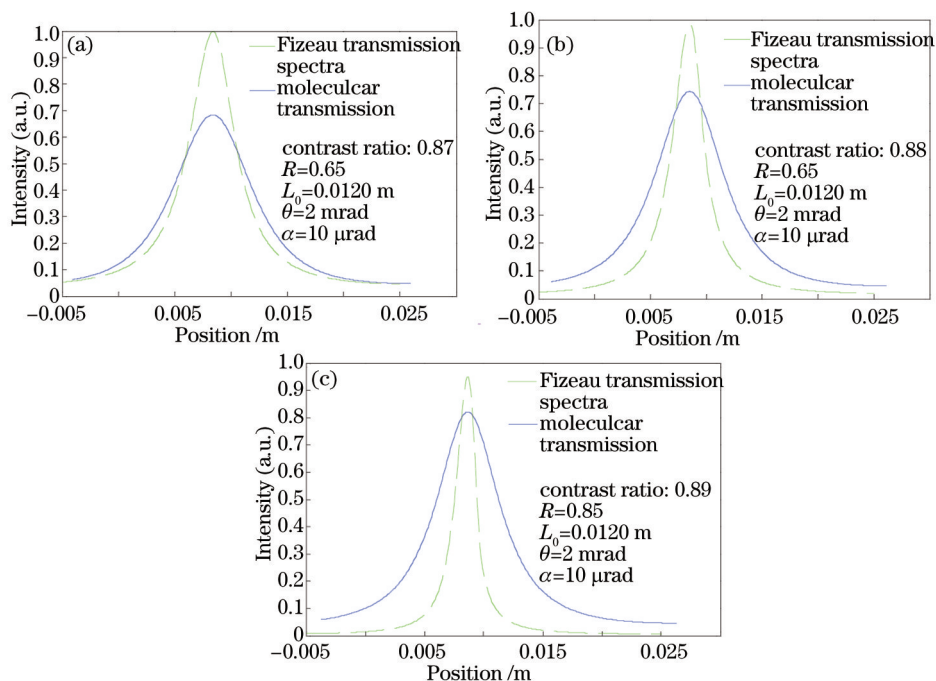 (a)
1.0
0.9
0.8
0.7
0.6
0.5
0.4
0.3
0.2
0.1
0
Intensity (a.u.)
Fizeau transmission
spectra
moleculcar
transmission
contrast ratio: 0.87
R=0.65
L0=0.0120 m
θ=2 mrad
α=10 μrad
−0.005
0.005
0.015
0.025
Position /m
(b)
1.0
0.9
0.8
0.7
0.6
0.5
0.4
0.3
0.2
0.1
0
Intensity (a.u.)
Fizeau transmission
spectra
moleculcar
transmission
contrast ratio: 0.88
R=0.65
L0=0.0120 m
θ=2 mrad
α=10 μrad
−0.005
0.005
0.015
0.025
Position /m
(c)
1.0
0.9
0.8
0.7
0.6
0.5
0.4
0.3
0.2
0.1
0
Intensity (a.u.)
Fizeau transmission
spectra
moleculcar
transmission
contrast ratio: 0.89
R=0.85
L0=0.0120 m
θ=2 mrad
α=10 μrad
−0.005
0.005
0.015
0.025
Position /m